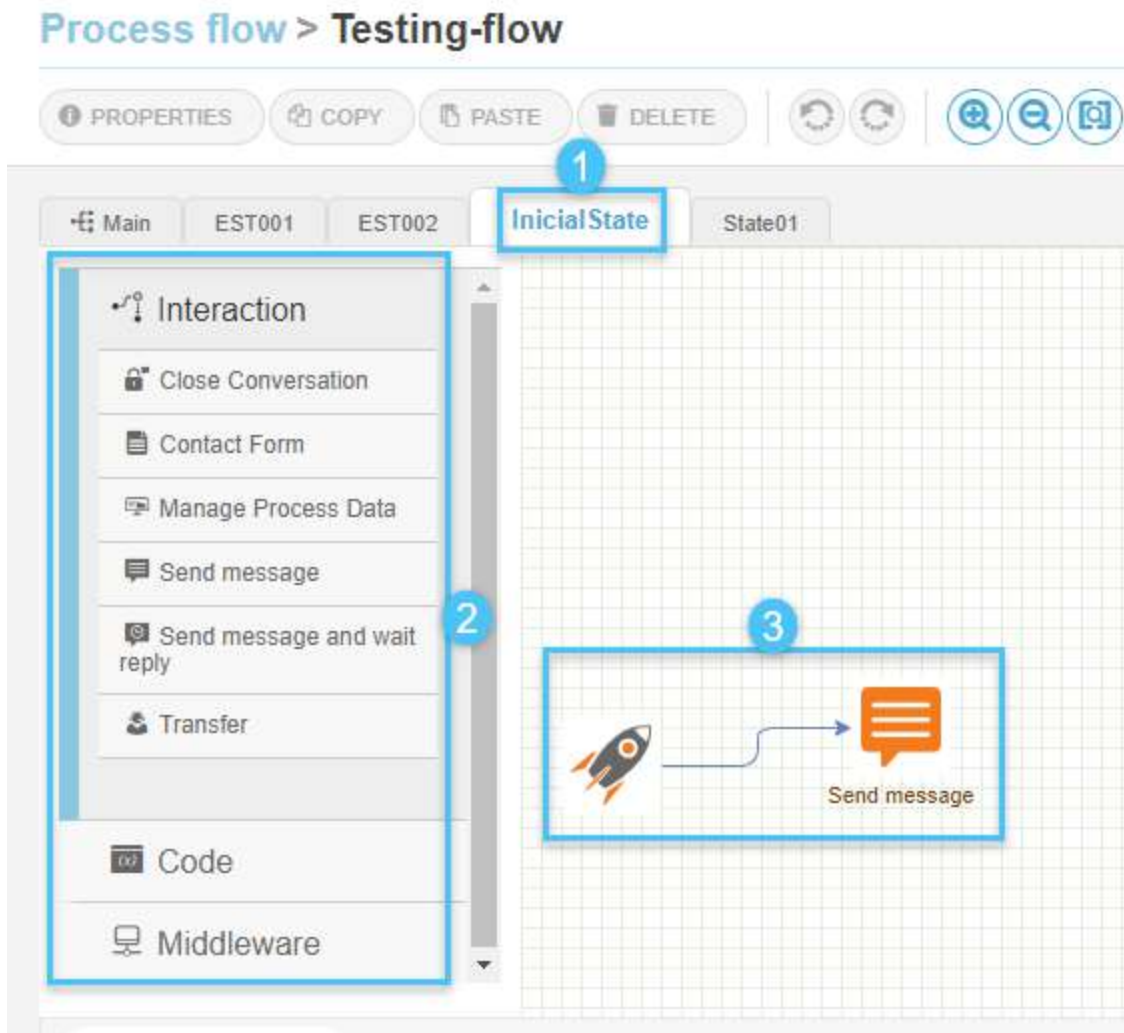 Process flow > Testing-flow
PROPERTIES COPY PASTE DELETE
1
Main EST001 EST002 InicialState State01
Interaction
Close Conversation
Contact Form
Manage Process Data
Send message
Send message and wait
reply
2
Transfer
Code
Middleware
3
Send message